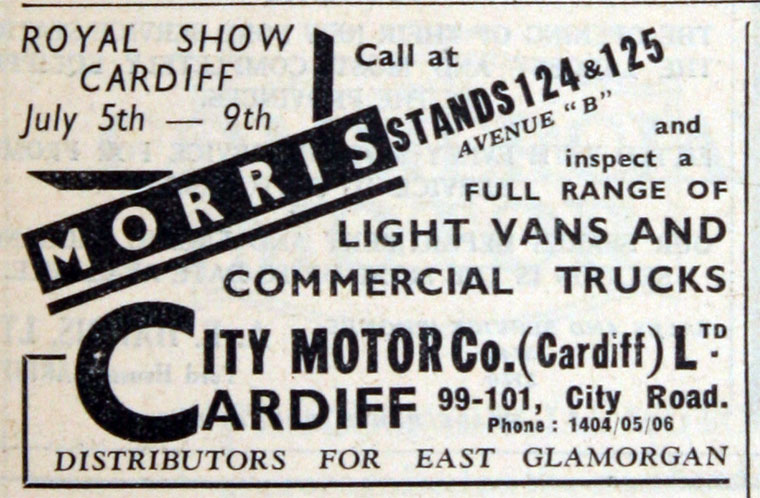 ROYAL SHOW
CARDIFF
July 5th — 9th
Call at
MORRIS
STANDS 124 & 125
AVENUE "B"
and
inspect a
FULL RANGE OF
LIGHT VANS AND
COMMERCIAL TRUCKS
CITY MOTOR Co. (Cardiff) LTD.
CARDIFF 99-101, City Road.
Phone : 1404/05/06
DISTRIBUTORS FOR EAST GLAMORGAN